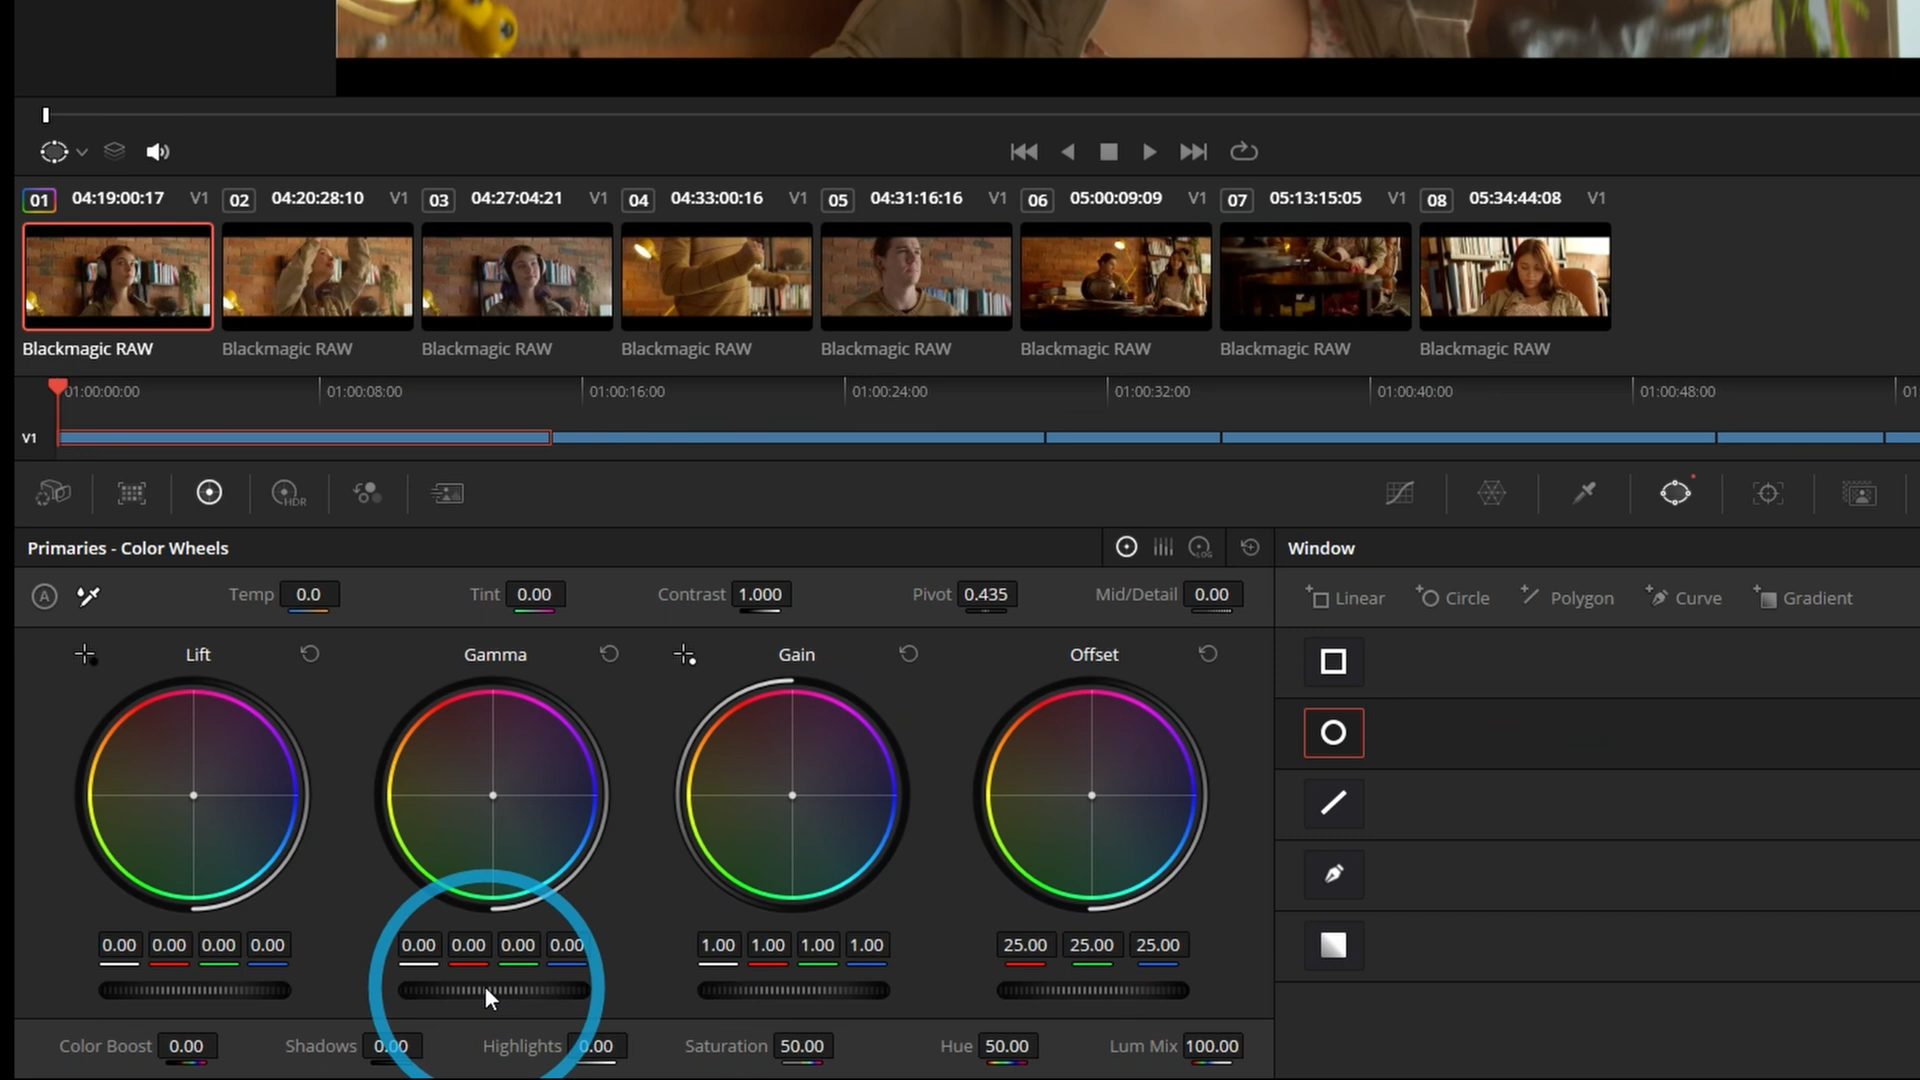 01 04:19:00:17 V1 02 04:20:28:10 V1 03 04:27:04:21 V1 04 04:33:00:16 V1 05 04:31:16:16 V1 06 05:00:09:09 V1 07 05:13:15:05 V1 08 05:34:44:08 V1
Blackmagic RAW Blackmagic RAW Blackmagic RAW Blackmagic RAW Blackmagic RAW Blackmagic RAW Blackmagic RAW Blackmagic RAW
01:00:00:00 01:00:08:00 01:00:16:00 01:00:24:00 01:00:32:00 01:00:40:00 01:00:48:00 01
V1
HDR
Primaries - Color Wheels LOG Window
A Temp 0.0 Tint 0.00 Contrast 1.000 Pivot 0.435 Mid/Detail 0.00 Linear Circle Polygon Curve Gradient
Lift Gamma Gain Offset
0.00 0.00 0.00 0.00 0.00 0.00 0.00 0.00 1.00 1.00 1.00 1.00 25.00 25.00 25.00
Color Boost 0.00 Shadows 0.00 Highlights 0.00 Saturation 50.00 Hue 50.00 Lum Mix 100.00